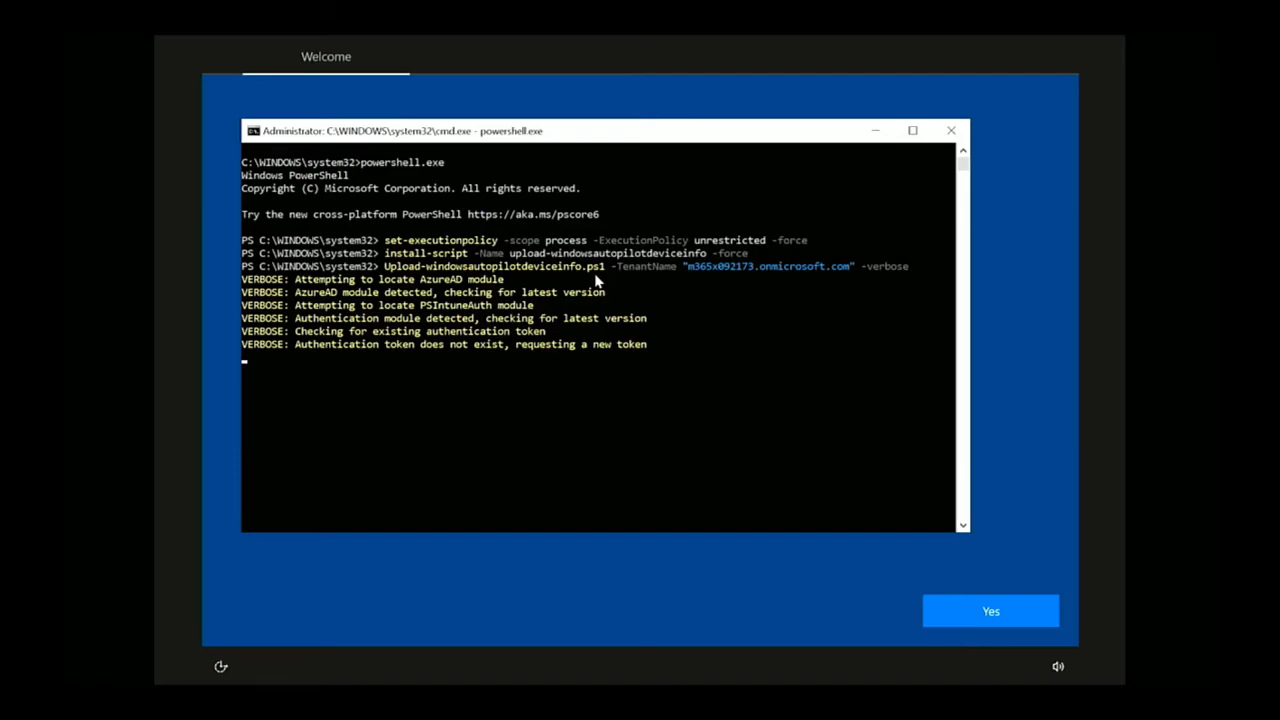 Welcome
Administrator: C:\WINDOWS\system32\cmd.exe - powershell.exe
C:\WINDOWS\system32>powershell.exe
Windows PowerShell
Copyright (C) Microsoft Corporation. All rights reserved.
Try the new cross-platform PowerShell https://aka.ms/pscore6
PS C:\WINDOWS\system32> set-executionpolicy -scope process -ExecutionPolicy unrestricted -force
PS C:\WINDOWS\system32> install-script -Name upload-windowsautopilotdeviceinfo -force
PS C:\WINDOWS\system32> Upload-windowsautopilotdeviceinfo.ps1 -TenantName "m365x092173.onmicrosoft.com" -verbose
VERBOSE: Attempting to locate AzureAD module
VERBOSE: AzureAD module detected, checking for latest version
VERBOSE: Attempting to locate PSIntuneAuth module
VERBOSE: Authentication module detected, checking for latest version
VERBOSE: Checking for existing authentication token
VERBOSE: Authentication token does not exist, requesting a new token
Yes